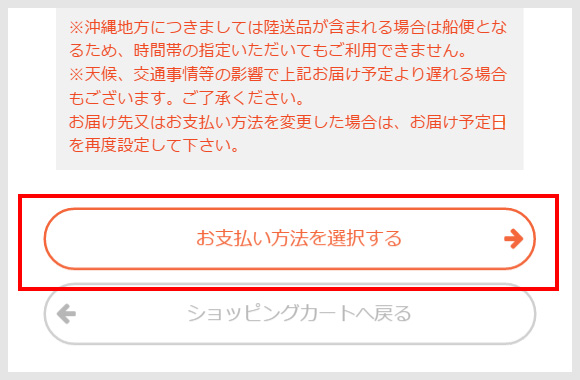 ※沖縄地方につきましては陸送品が含まれる場合は船便とな
るため、時間帯の指定いただいてもご利用できません。
※天候、交通事情等の影響で上記お届け予定より遅れる場合
もございます。ご了承ください。
お届け先又はお支払い方法を変更した場合は、お届け予定日
を再度設定して下さい。
お支払い方法を選択する
ショッピングカートへ戻る